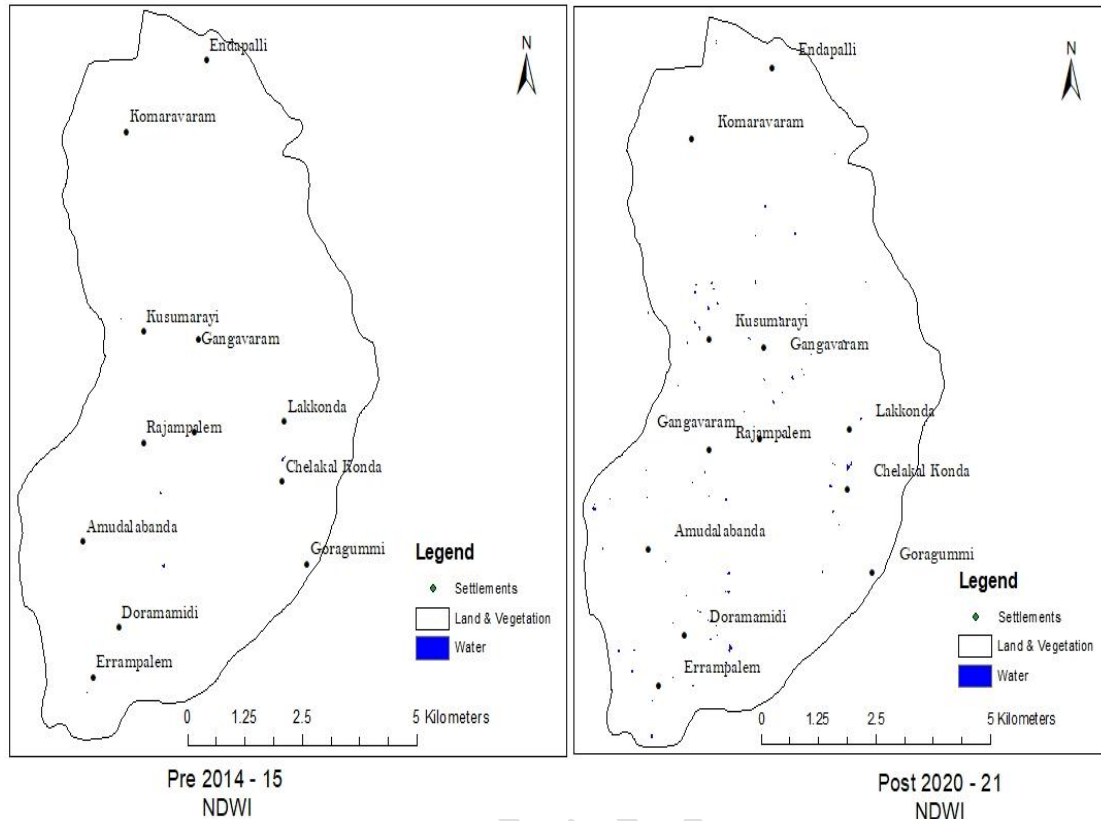 N
Endapalli
Komaravaram
Kusumarayi
Gangavaram
Lakkonda
Rajampalem
Chelakal Konda
Amudalabanda
Goragummi
Legend
Settlements
Land & Vegetation
Water
Doramamidi
Errampalem
0 1.25 2.5 5 Kilometers
Pre 2014 - 15
NDWI
N
Endapalli
Komaravaram
Kusumarayi
Gangavaram
Lakkonda
Gangavaram
Rajampalem
Chelakal Konda
Amudalabanda
Goragummi
Legend
Settlements
Land & Vegetation
Water
Doramamidi
Errampalem
0 1.25 2.5 5 Kilometers
Post 2020 - 21
NDWI